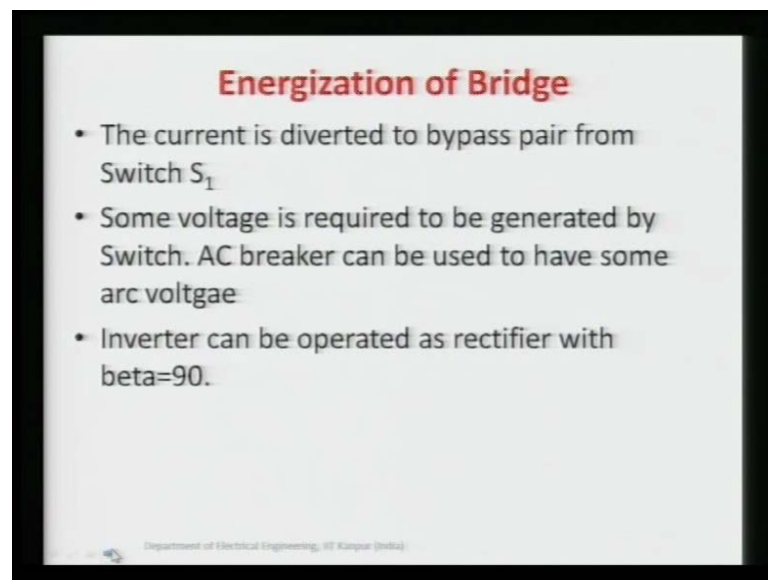 Energization of Bridge
• The current is diverted to bypass pair from
Switch S₁
• Some voltage is required to be generated by
Switch. AC breaker can be used to have some
arc voltgae
• Inverter can be operated as rectifier with
beta=90.
Department of Electrical Engineering, IIT Kanpur (India)